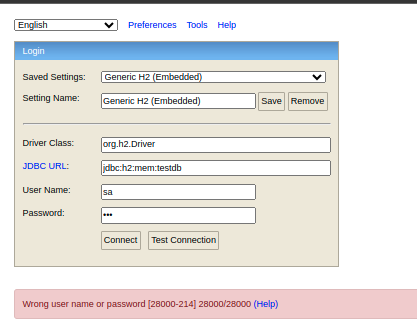 English Preferences Tools Help
Login
Saved Settings: Generic H2 (Embedded)
Setting Name: Generic H2 (Embedded) Save Remove
Driver Class: org.h2.Driver
JDBC URL: jdbc:h2:mem:testdb
User Name: sa
Password: •••
Connect Test Connection
Wrong user name or password [28000-214] 28000/28000 (Help)